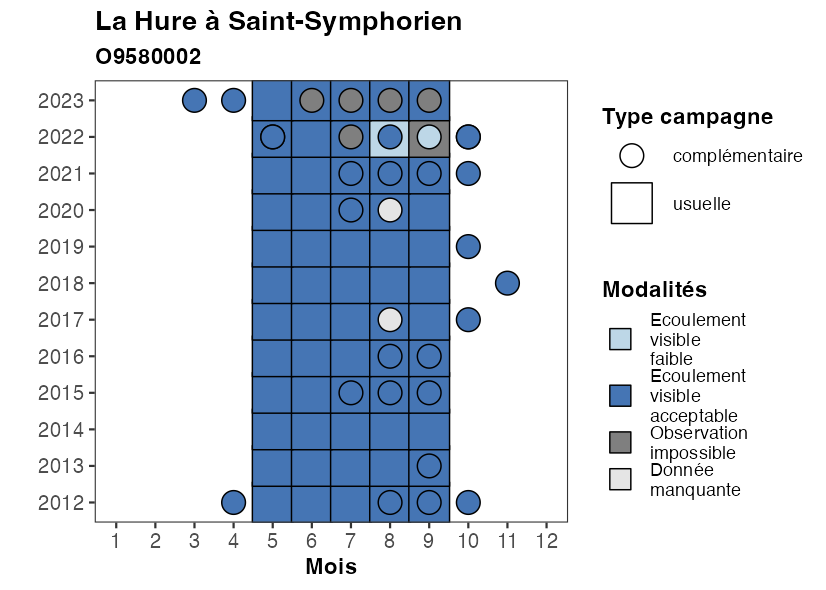 La Hure à Saint-Symphorien
O9580002
2023
2022
2021
2020
2019
2018
2017
2016
2015
2014
2013
2012
1 2 3 4 5 6 7 8 9 10 11 12
Mois
Type campagne
complémentaire
usuelle
Modalités
Ecoulement
visible
faible
Ecoulement
visible
acceptable
Observation
impossible
Donnée
manquante